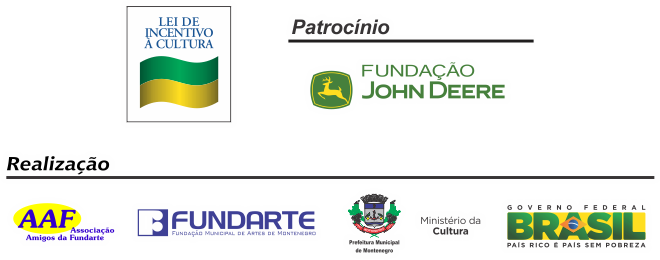 LEI DE
INCENTIVO
À CULTURA
Patrocínio
FUNDAÇÃO
JOHN DEERE
Realização
AAF
Associação
Amigos da Fundarte
FUNDARTE
FUNDAÇÃO MUNICIPAL DE ARTES DE MONTENEGRO
Prefeitura Municipal
de Montenegro
Ministério da
Cultura
GOVERNO FEDERAL
BRASIL
PAÍS RICO É PAÍS SEM POBREZA